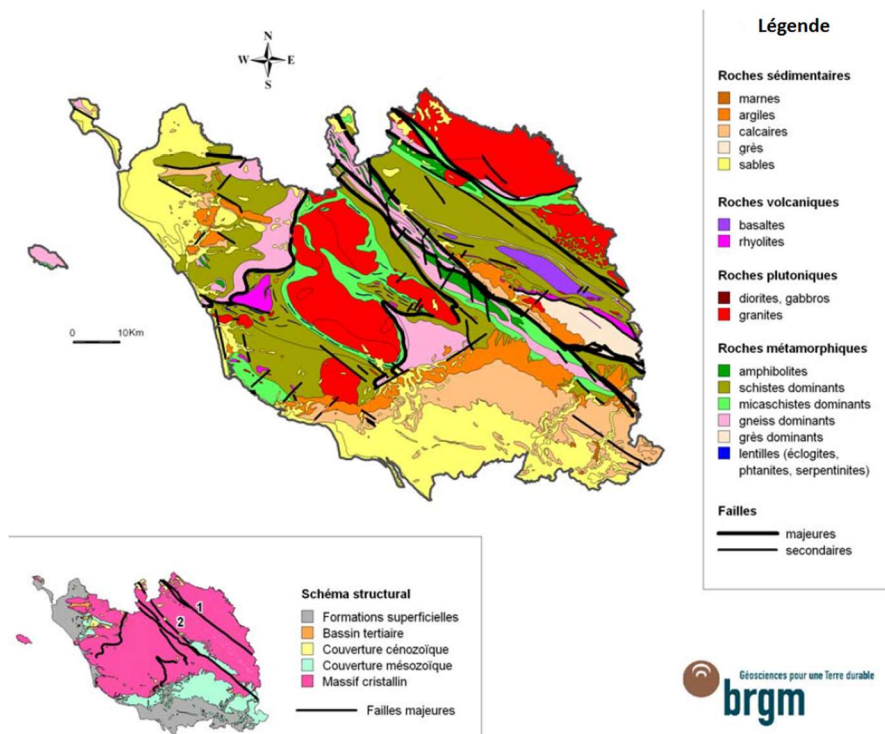 Légende
N
W E
S
Roches sédimentaires
marnes
argiles
calcaires
grès
sables
Roches volcaniques
basaltes
rhyolites
Roches plutoniques
diorites, gabbros
granites
Roches métamorphiques
amphibolites
schistes dominants
micaschistes dominants
gneiss dominants
grès dominants
lentilles (éclogites,
phtanites, serpentinites)
Failles
majeures
secondaires
0 10Km
1
2
Schéma structural
Formations superficielles
Bassin tertiaire
Couverture cénozoïque
Couverture mésozoïque
Massif cristallin
Failles majeures
Géosciences pour une Terre durable
brgm